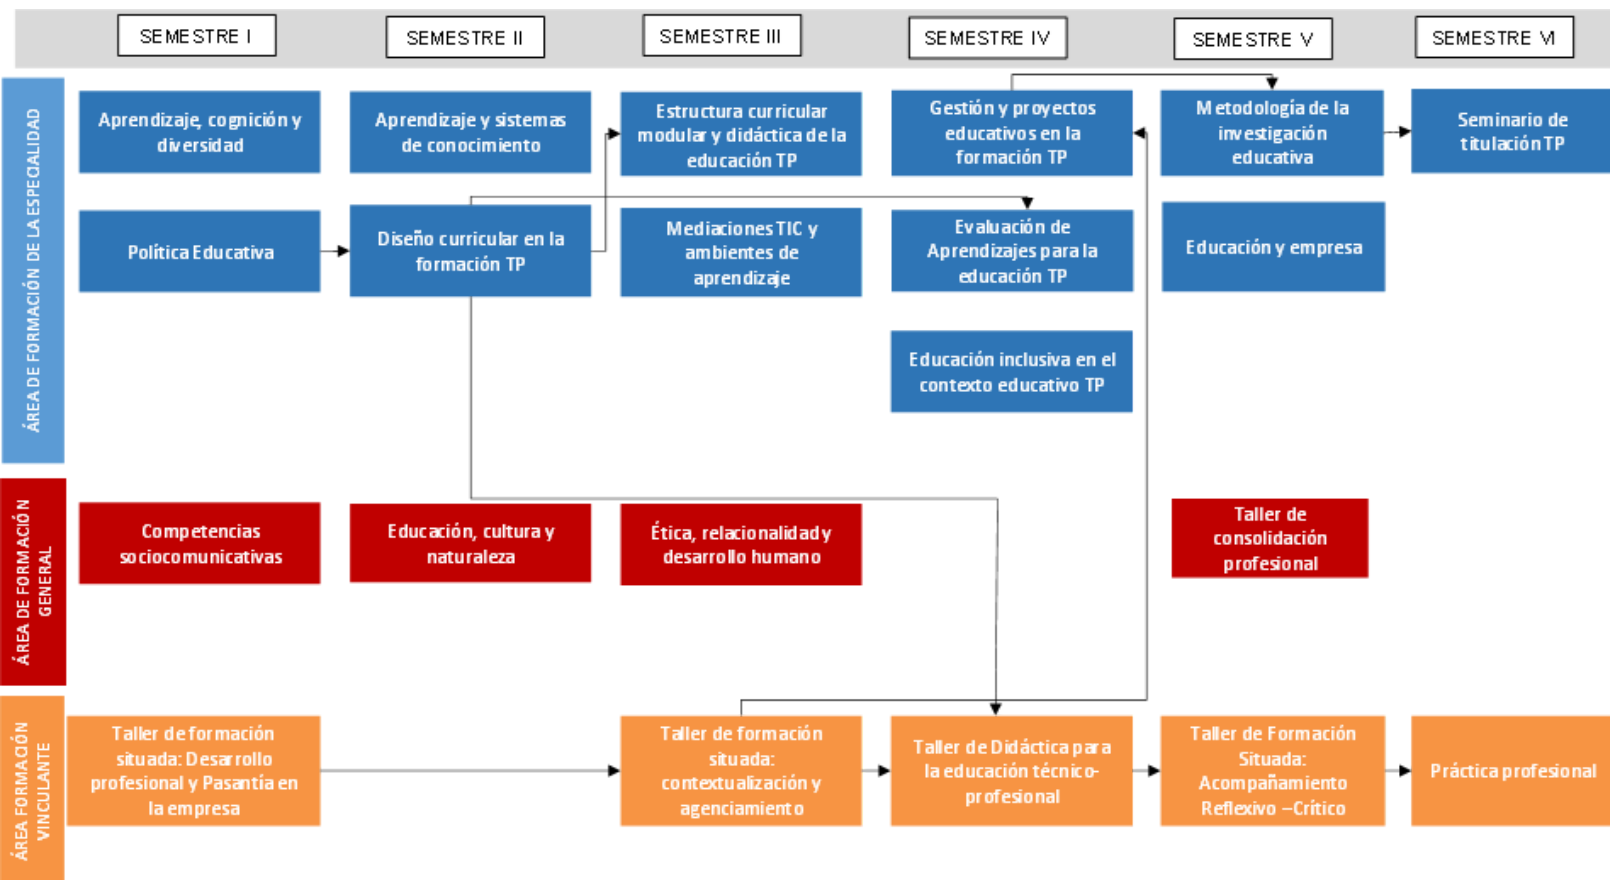 SEMESTRE I
SEMESTRE II
SEMESTRE III
SEMESTRE IV
SEMESTRE V
SEMESTRE VI
ÁREA DE FORMACIÓN DE LA ESPECIALIDAD
Aprendizaje, cognición y
diversidad
Aprendizaje y sistemas
de conocimiento
Estructura curricular
modular y didáctica de la
educación TP
Gestión y proyectos
educativos en la
formación TP
Metodología de la
investigación
educativa
Seminario de
titulación TP
Política Educativa
Diseño curricular en la
formación TP
Mediaciones TIC y
ambientes de
aprendizaje
Evaluación de
Aprendizajes para la
educación TP
Educación y empresa
Educación inclusiva en el
contexto educativo TP
ÁREA DE FORMACIÓN
GENERAL
Competencias
sociocomunicativas
Educación, cultura y
naturaleza
Ética, relacionalidad y
desarrollo humano
Taller de
consolidación
profesional
ÁREA FORMACIÓN
VINCULANTE
Taller de formación
situada: Desarrollo
profesional y Pasantía en
la empresa
Taller de formación
situada:
contextualización y
agenciamiento
Taller de Didáctica para
la educación técnico-
profesional
Taller de Formación
Situada:
Acompañamiento
Reflexivo –Crítico
Práctica profesional